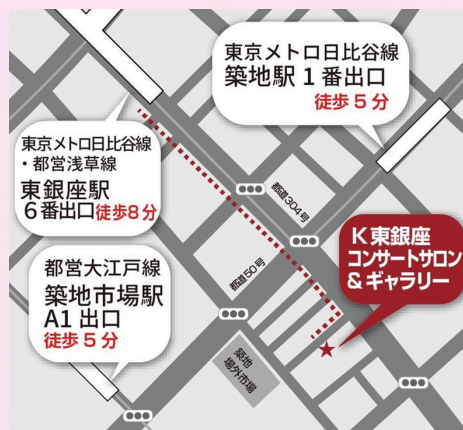 東京メトロ日比谷線
築地駅 1 番出口
徒歩 5 分
東京メトロ日比谷線
・都営浅草線
東銀座駅
6番出口徒歩8分
都道304号
K東銀座
コンサートサロン
&ギャラリー
都道50号
都営大江戸線
築地市場駅
A1 出口
徒歩 5 分
築地
場外市場